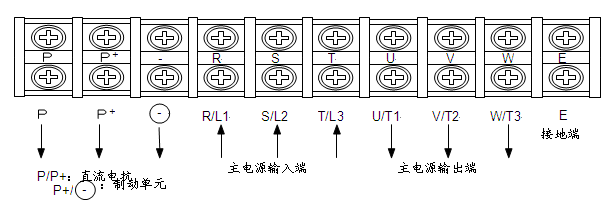 P P+ - R S T U V W E
P P+ - R/L1 S/L2 T/L3 U/T1 V/T2 W/T3 E
接地端
主电源输入端 主电源输出端
P/P+: 直流电抗
P+/-: 制动单元